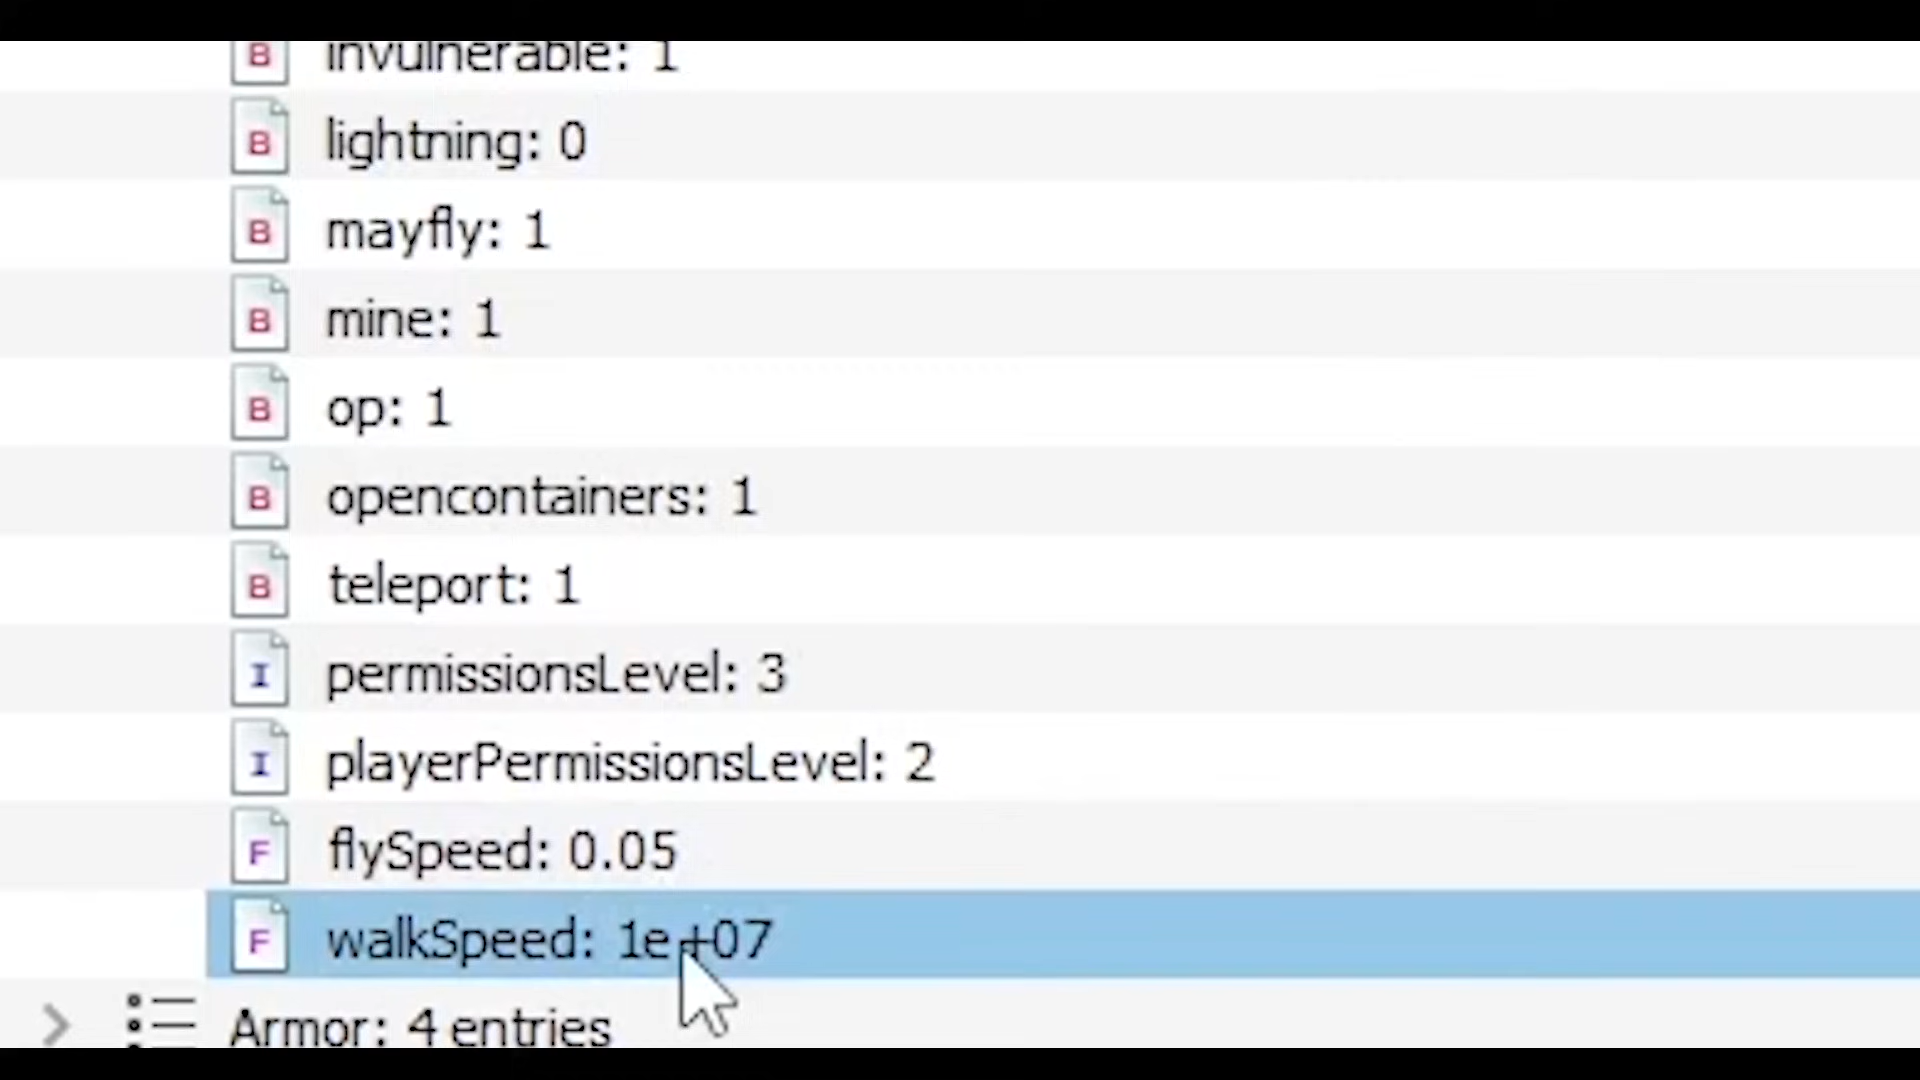 B invulnerable: 1
B lightning: 0
B mayfly: 1
B mine: 1
B op: 1
B opencontainers: 1
B teleport: 1
I permissionsLevel: 3
I playerPermissionsLevel: 2
F flySpeed: 0.05
F walkSpeed: 1e+07
Armor: 4 entries